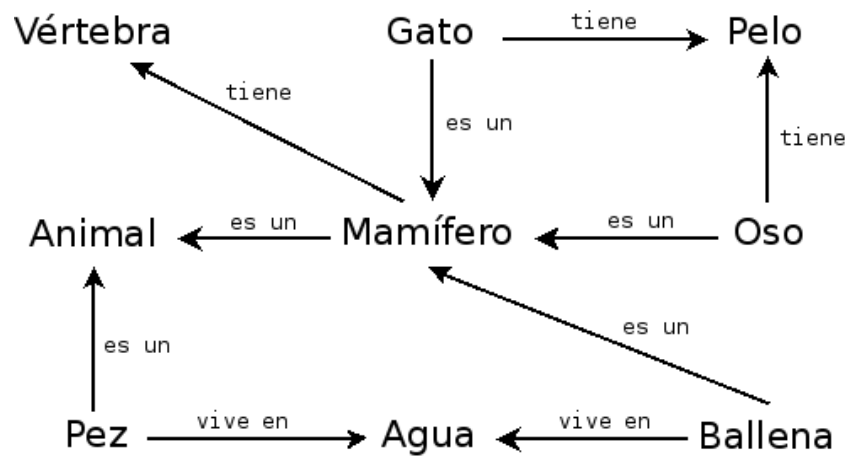 Vértebra
Gato
tiene
Pelo
tiene
es un
tiene
Animal
es un
Mamífero
es un
Oso
es un
es un
Pez
vive en
Agua
vive en
Ballena